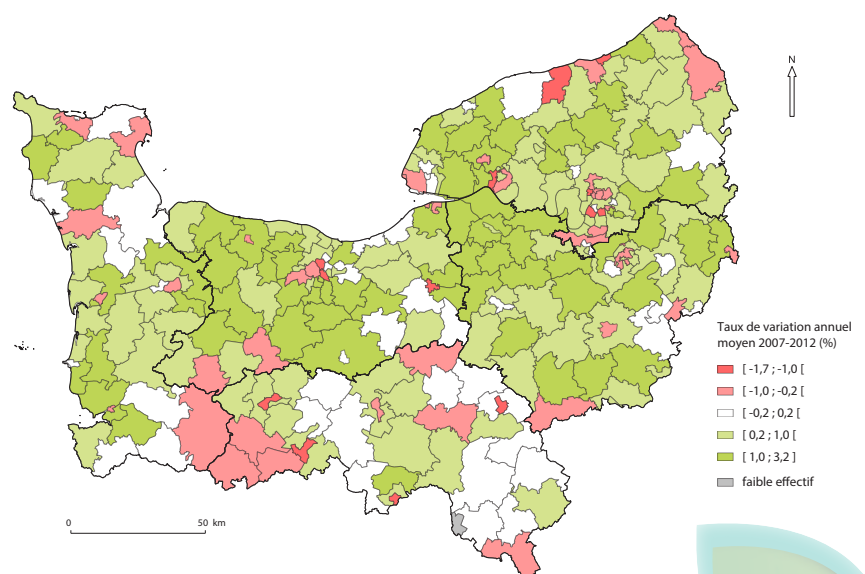 N
Taux de variation annuel
moyen 2007-2012 (%)
[ -1,7 ; -1,0 [
[ -1,0 ; -0,2 [
[ -0,2 ; 0,2 [
[ 0,2 ; 1,0 [
[ 1,0 ; 3,2 ]
faible effectif
0 50 km